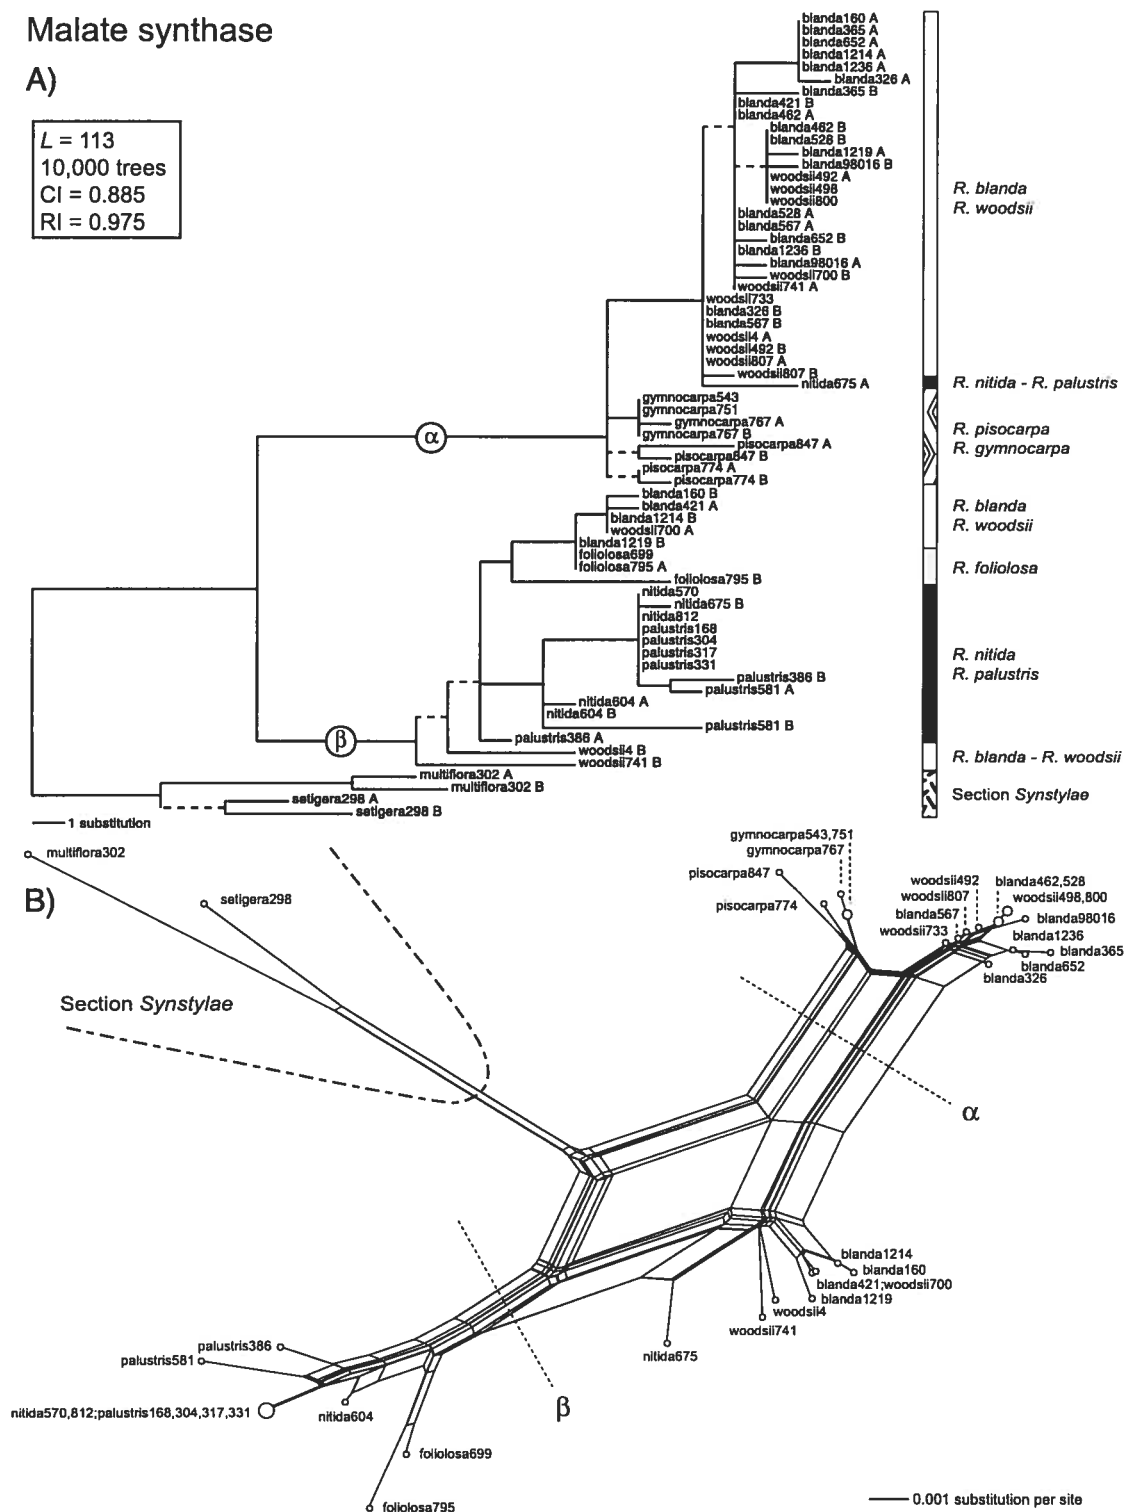 Malate synthase
A)
L = 113
10,000 trees
CI = 0.885
RI = 0.975
blanda160 A
blanda365 A
blanda652 A
blanda1214 A
blanda1236 A
blanda326 A
blanda365 B
blanda421 B
blanda462 A
blanda462 B
blanda528 B
blanda1219 A
blanda98016 B
woodsii492 A
woodsii498
woodsii800
blanda528 A
blanda567 A
blanda652 B
blanda1236 B
blanda98016 A
woodsii700 B
woodsii741 A
woodsii733
blanda326 B
blanda567 B
woodsii4 A
woodsii492 B
woodsii807 A
woodsii807 B
nitida675 A
gymnocarpa543
gymnocarpa751
gymnocarpa767 A
gymnocarpa767 B
pisocarpa847 A
pisocarpa847 B
pisocarpa774 A
pisocarpa774 B
blanda160 B
blanda421 A
blanda1214 B
woodsii700 A
blanda1219 B
foliolosa699
foliolosa795 A
foliolosa795 B
nitida570
nitida675 B
nitida812
palustris168
palustris304
palustris317
palustris331
palustris386 B
palustris581 A
nitida604 A
nitida604 B
palustris581 B
palustris386 A
woodsii4 B
woodsii741 B
multiflora302 A
multiflora302 B
setigera298 A
setigera298 B
α
β
R. blanda
R. woodsii
R. nitida - R. palustris
R. pisocarpa
R. gymnocarpa
R. blanda
R. woodsii
R. foliolosa
R. nitida
R. palustris
R. blanda - R. woodsii
Section Synstylae
1 substitution
B)
multiflora302
setigera298
Section Synstylae
gymnocarpa543,751
gymnocarpa767
pisocarpa847
pisocarpa774
woodsii492
woodsii807
blanda567
woodsii733
blanda462,528
woodsii498,800
blanda98016
blanda1236
blanda365
blanda652
blanda326
α
blanda1214
blanda160
blanda421;woodsii700
blanda1219
woodsii4
woodsii741
nitida675
palustris386
palustris581
nitida570,812;palustris168,304,317,331
nitida604
β
foliolosa699
foliolosa795
0.001 substitution per site